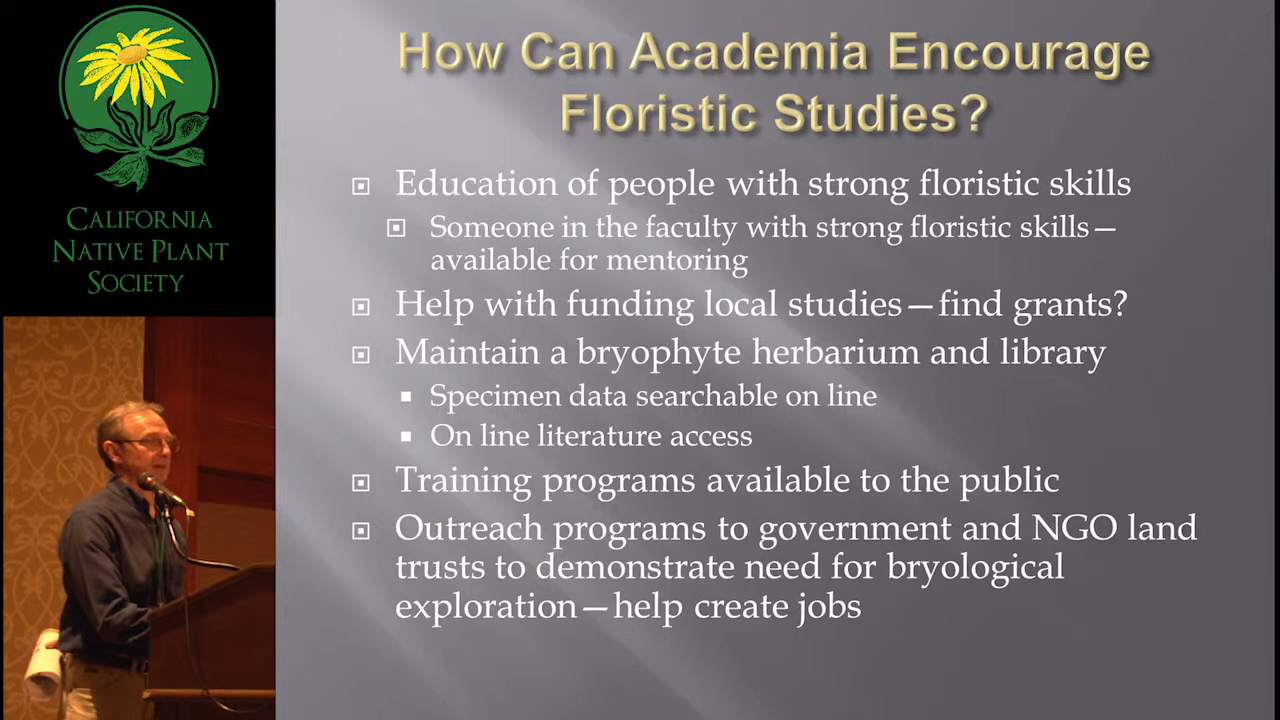 CALIFORNIA
NATIVE PLANT
SOCIETY
How Can Academia Encourage
Floristic Studies?
Education of people with strong floristic skills
Someone in the faculty with strong floristic skills—
available for mentoring
Help with funding local studies—find grants?
Maintain a bryophyte herbarium and library
Specimen data searchable on line
On line literature access
Training programs available to the public
Outreach programs to government and NGO land
trusts to demonstrate need for bryological
exploration—help create jobs